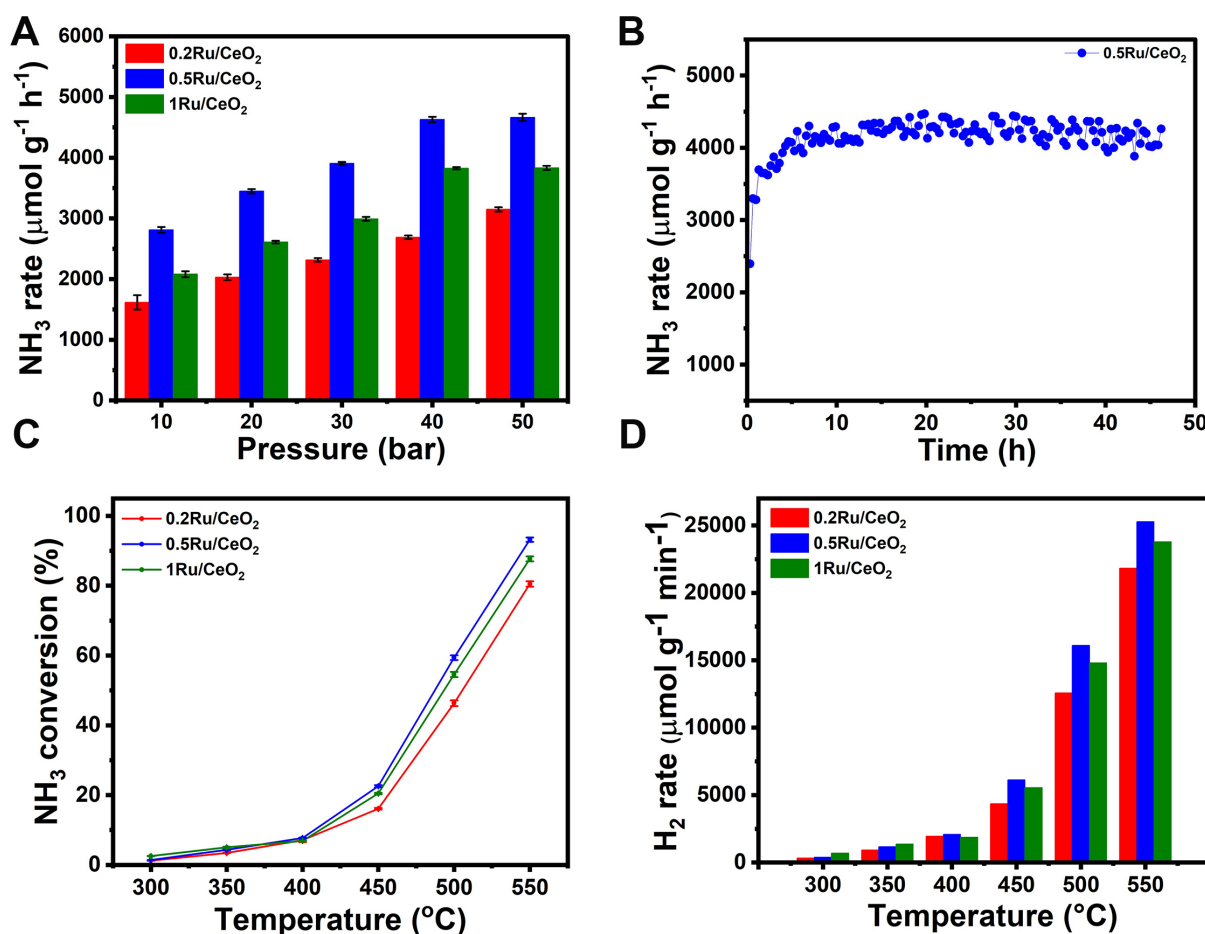 A
NH₃ rate (μmol g⁻¹ h⁻¹)
6000
5000
4000
3000
2000
1000
0
0.2Ru/CeO₂
0.5Ru/CeO₂
1Ru/CeO₂
10 20 30 40 50
Pressure (bar)
B
NH₃ rate (μmol g⁻¹ h⁻¹)
5000
4000
3000
4000
1000
0.5Ru/CeO₂
0 10 20 30 40 50
Time (h)
C
NH₃ conversion (%)
100
80
60
40
20
0
0.2Ru/CeO₂
0.5Ru/CeO₂
1Ru/CeO₂
300 350 400 450 500 550
Temperature (ᵒC)
D
H₂ rate (μmol g⁻¹ min⁻¹)
25000
20000
15000
10000
5000
0
0.2Ru/CeO₂
0.5Ru/CeO₂
1Ru/CeO₂
300 350 400 450 500 550
Temperature (°C)